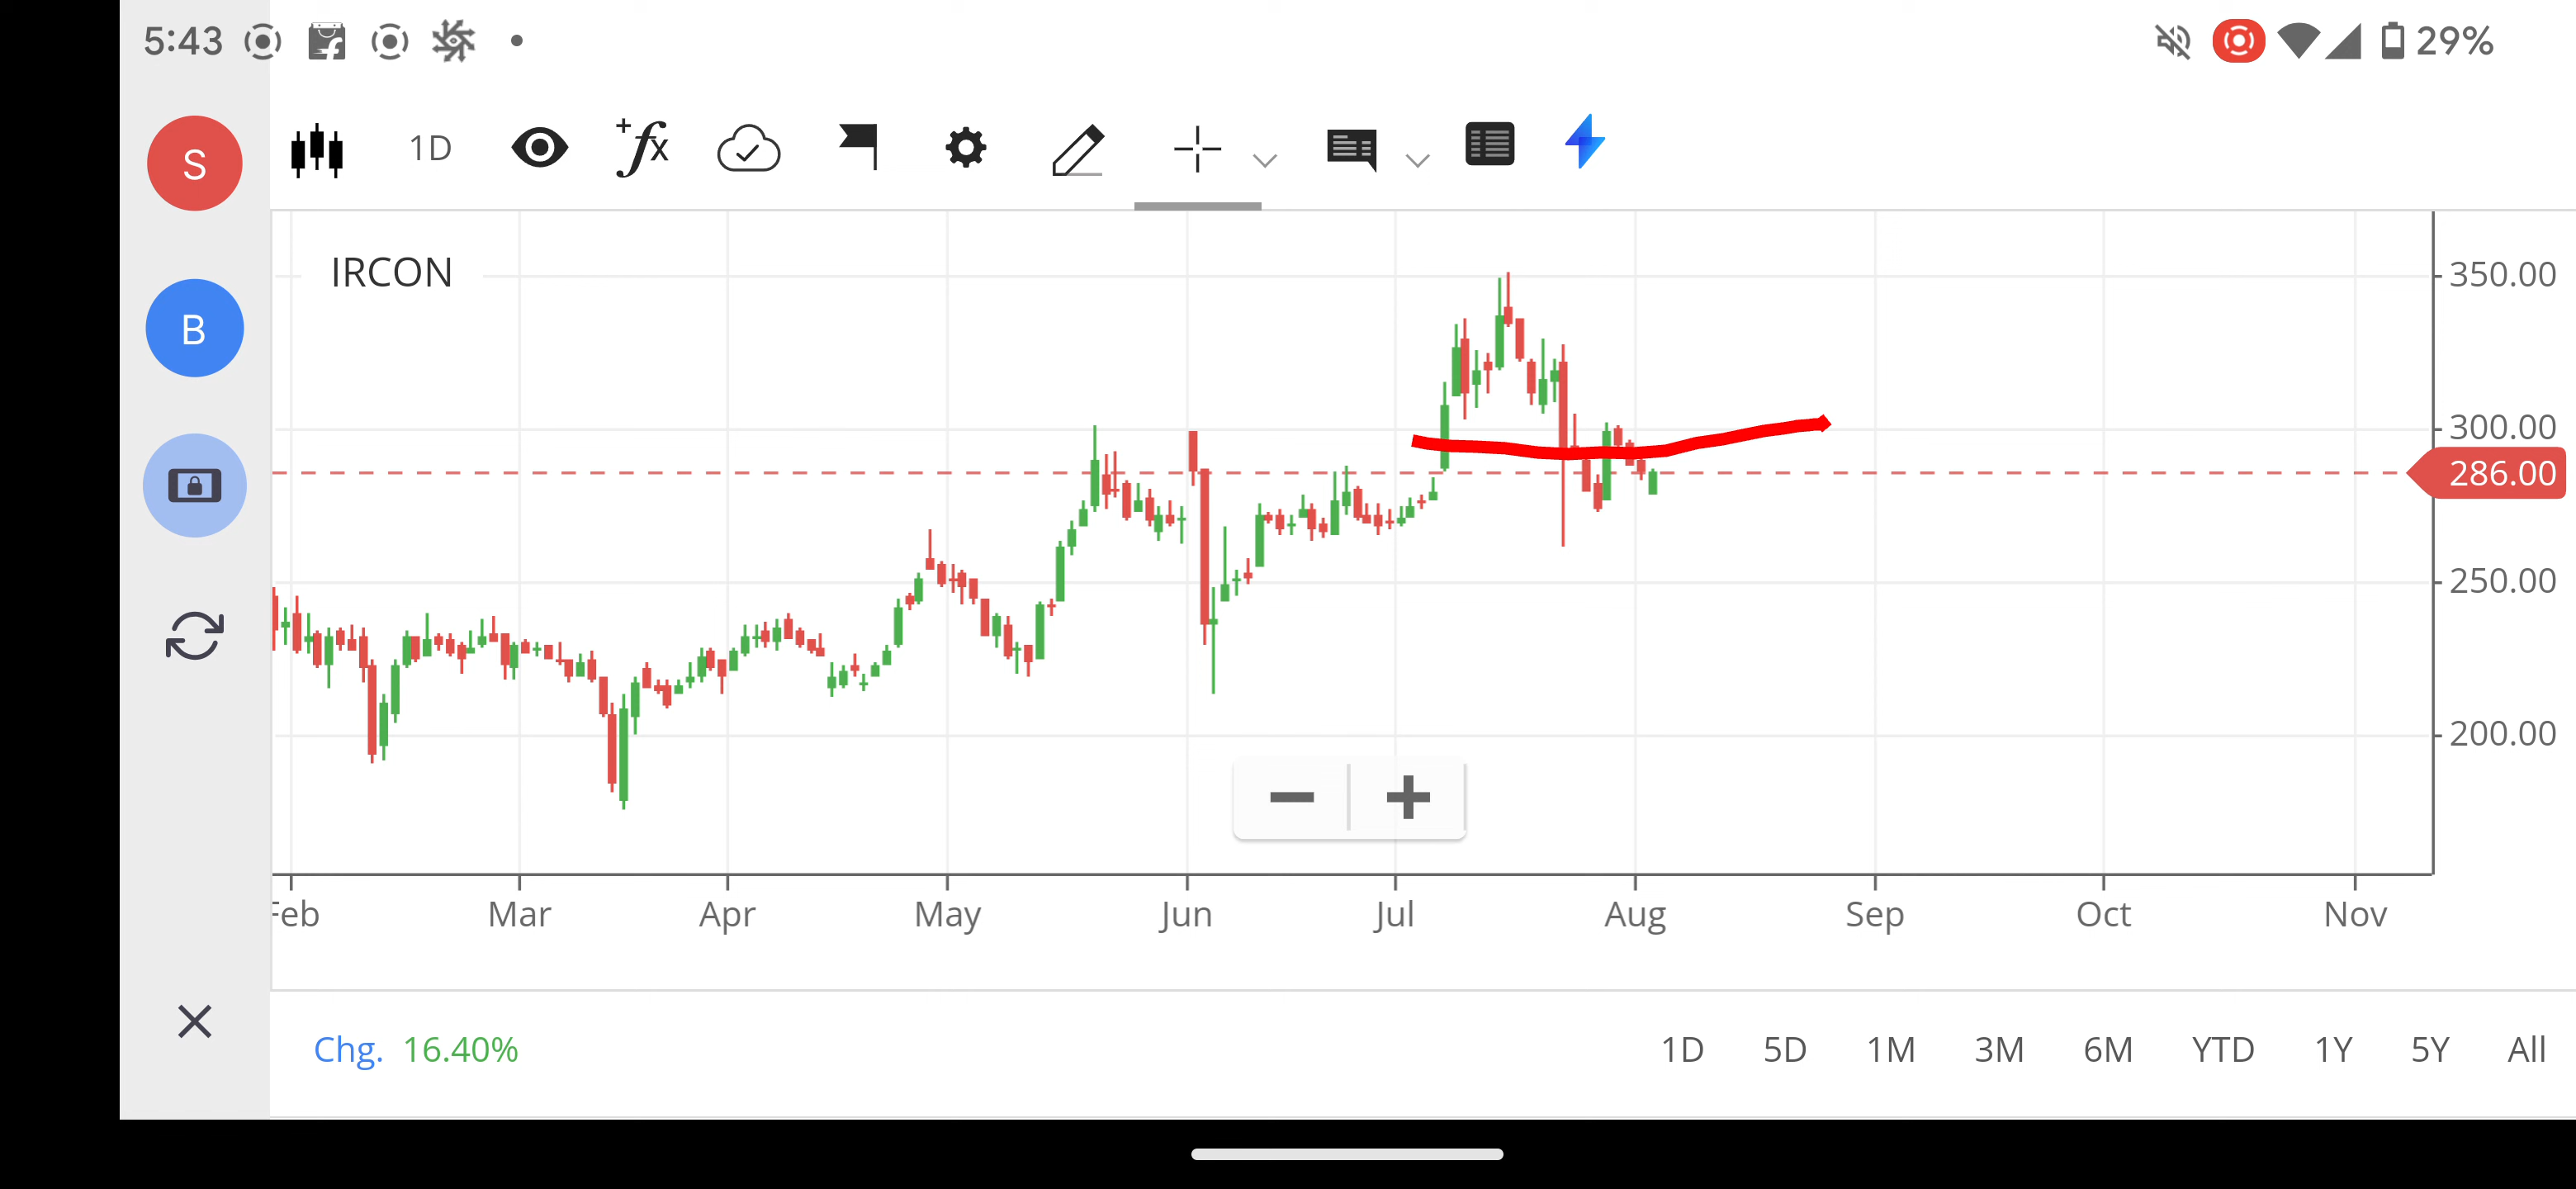 5:43
29%
S
1D
B
IRCON
350.00
300.00
286.00
250.00
200.00
Feb Mar Apr May Jun Jul Aug Sep Oct Nov
Chg. 16.40%
1D 5D 1M 3M 6M YTD 1Y 5Y All